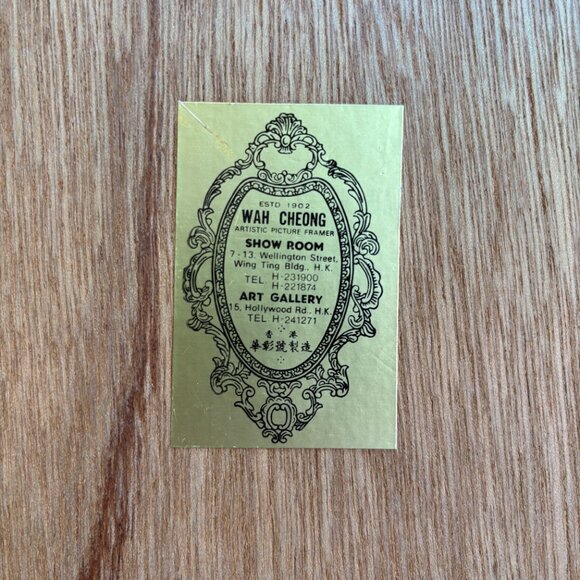 ESTD 1902
WAH CHEONG
ARTISTIC PICTURE FRAMER
SHOW ROOM
7-13, Wellington Street,
Wing Ting Bldg., H.K.
TEL H-231900
H-221874
ART GALLERY
15, Hollywood Rd., H.K.
TEL H-241271
香港
華彰號製造